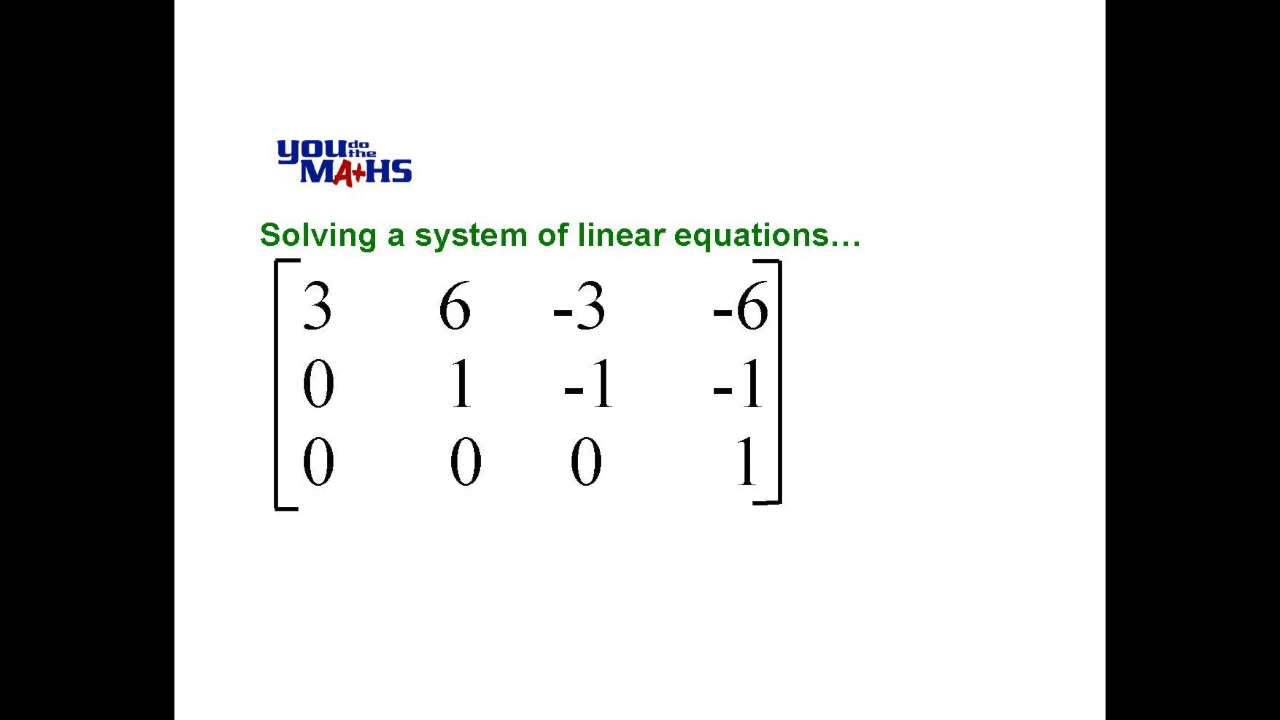 you do the MA+HS
Solving a system of linear equations…
3 6 -3 -6
0 1 -1 -1
0 0 0 1